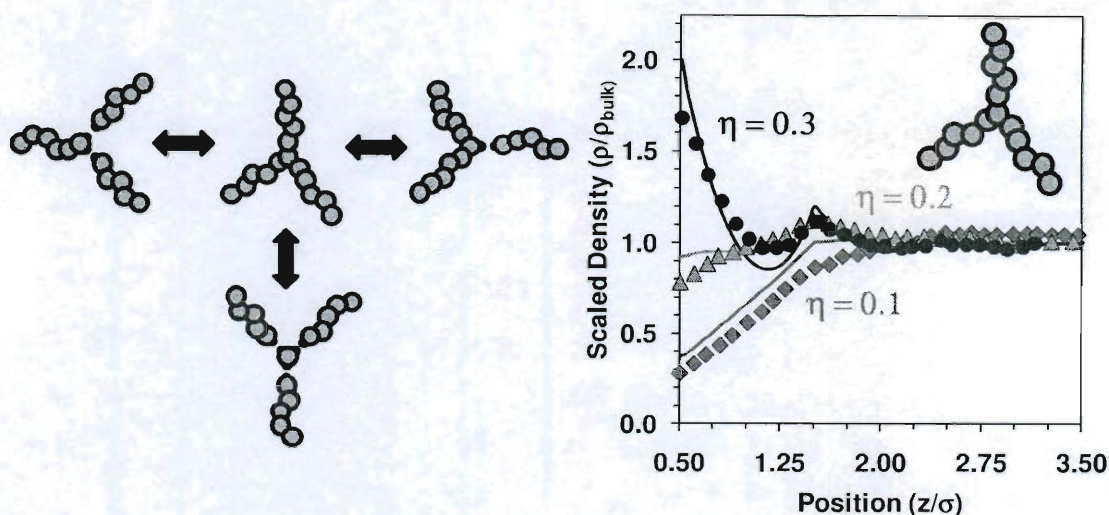 Scaled Density (ρ/ρbulk)
2.0
1.5
1.0
0.5
0.0
η = 0.3
η = 0.2
η = 0.1
0.50 1.25 2.00 2.75 3.50
Position (z/σ)